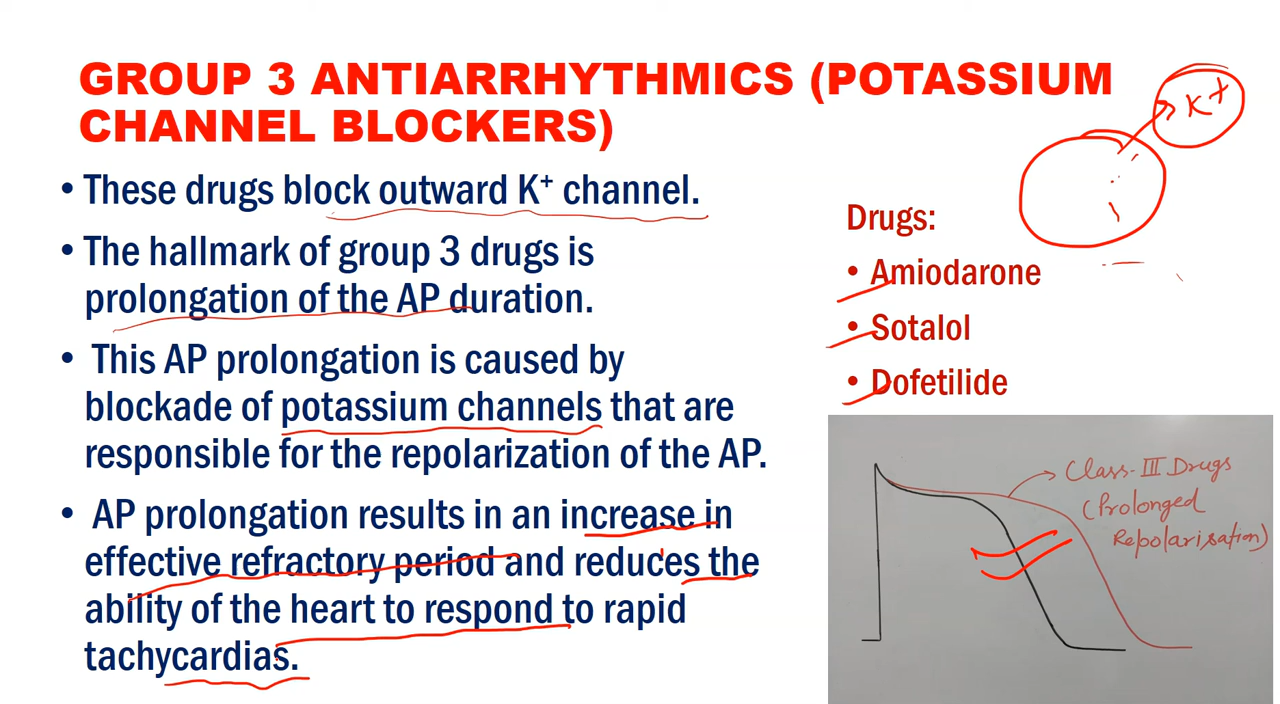 GROUP 3 ANTIARRHYTHMICS (POTASSIUM
CHANNEL BLOCKERS)
• These drugs block outward K⁺ channel.
• The hallmark of group 3 drugs is
prolongation of the AP duration.
• This AP prolongation is caused by
blockade of potassium channels that are
responsible for the repolarization of the AP.
• AP prolongation results in an increase in
effective refractory period and reduces the
ability of the heart to respond to rapid
tachycardias.
K+
Drugs:
• Amiodarone
• Sotalol
• Dofetilide
Class-III Drugs
(Prolonged
Repolarisation)